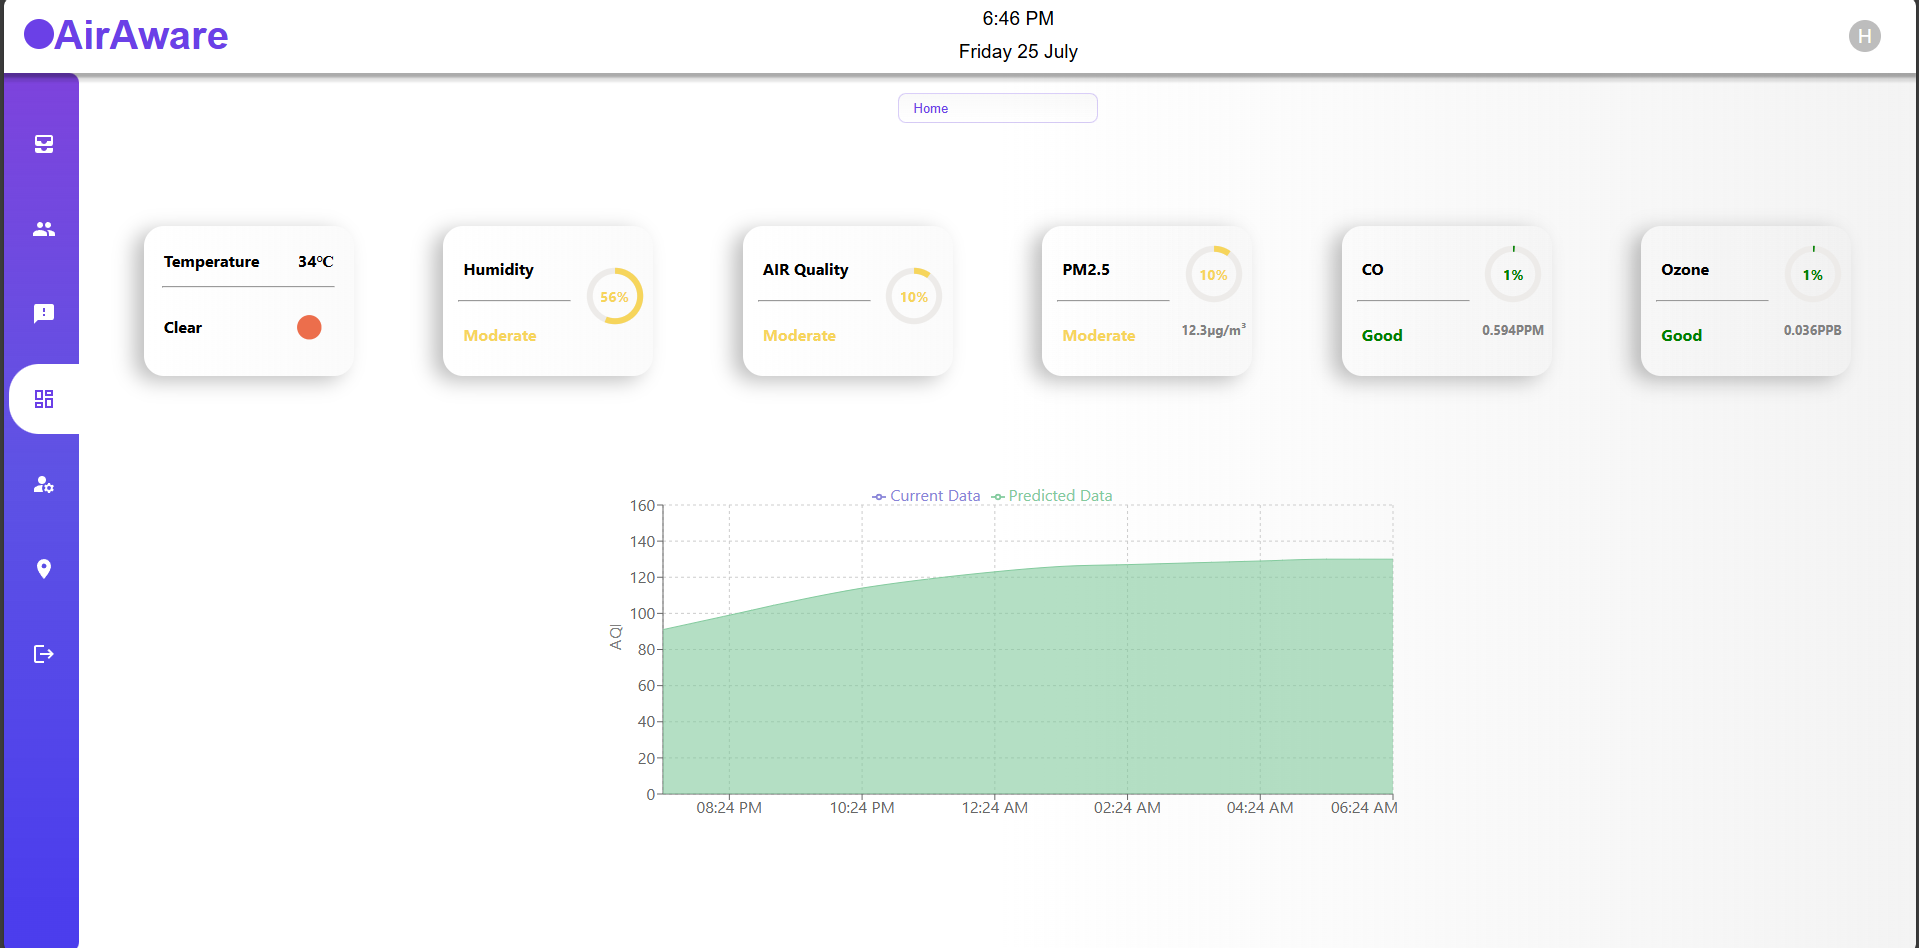 AirAware
6:46 PM
Friday 25 July
H
Home
Temperature 34°C
Clear
Humidity
56%
Moderate
AIR Quality
10%
Moderate
PM2.5
10%
Moderate
12.3µg/m³
CO
1%
Good
0.594PPM
Ozone
1%
Good
0.036PPB
Current Data Predicted Data
160
140
120
100
80
60
40
20
0
AQI
08:24 PM 10:24 PM 12:24 AM 02:24 AM 04:24 AM 06:24 AM